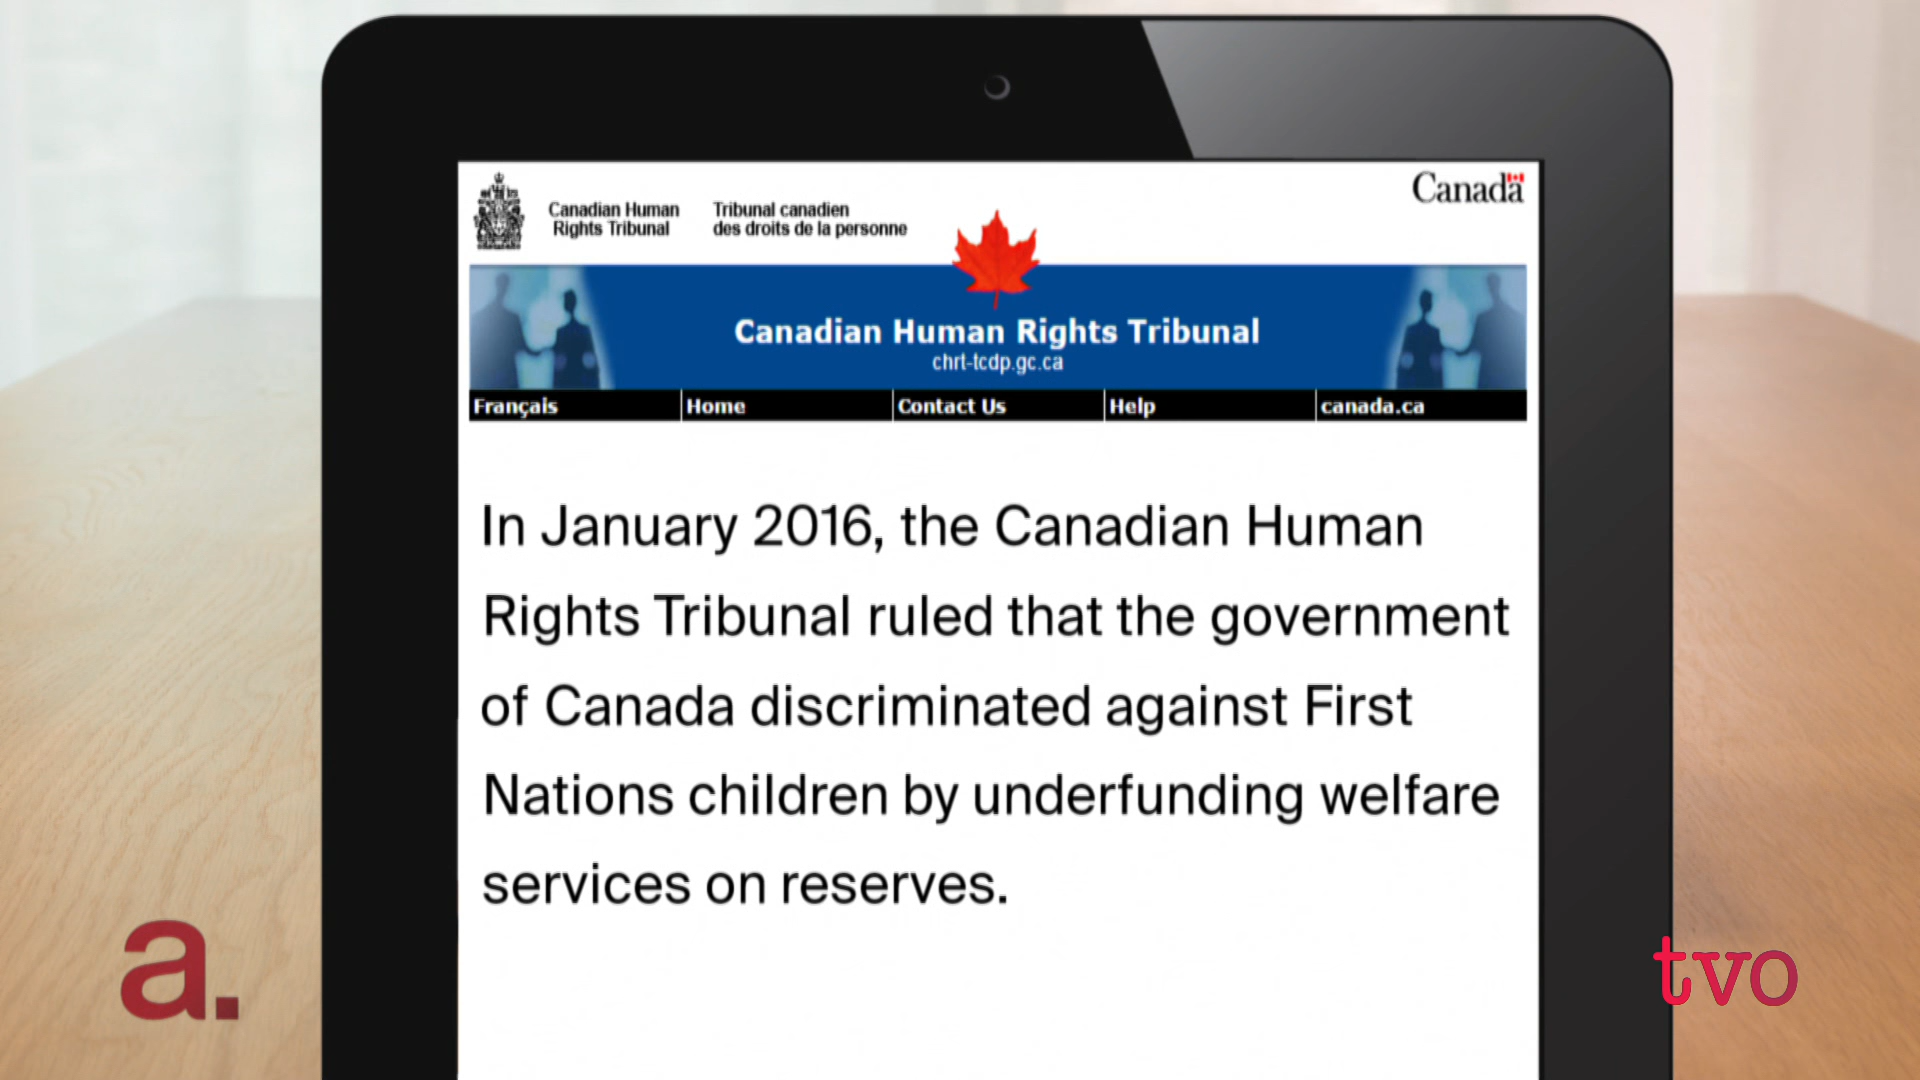 Canadian Human
Rights Tribunal
Tribunal canadien
des droits de la personne
Canada
Canadian Human Rights Tribunal
chrt-tcdp.gc.ca
Français Home Contact Us Help canada.ca
In January 2016, the Canadian Human
Rights Tribunal ruled that the government
of Canada discriminated against First
Nations children by underfunding welfare
services on reserves.
a.
tvo